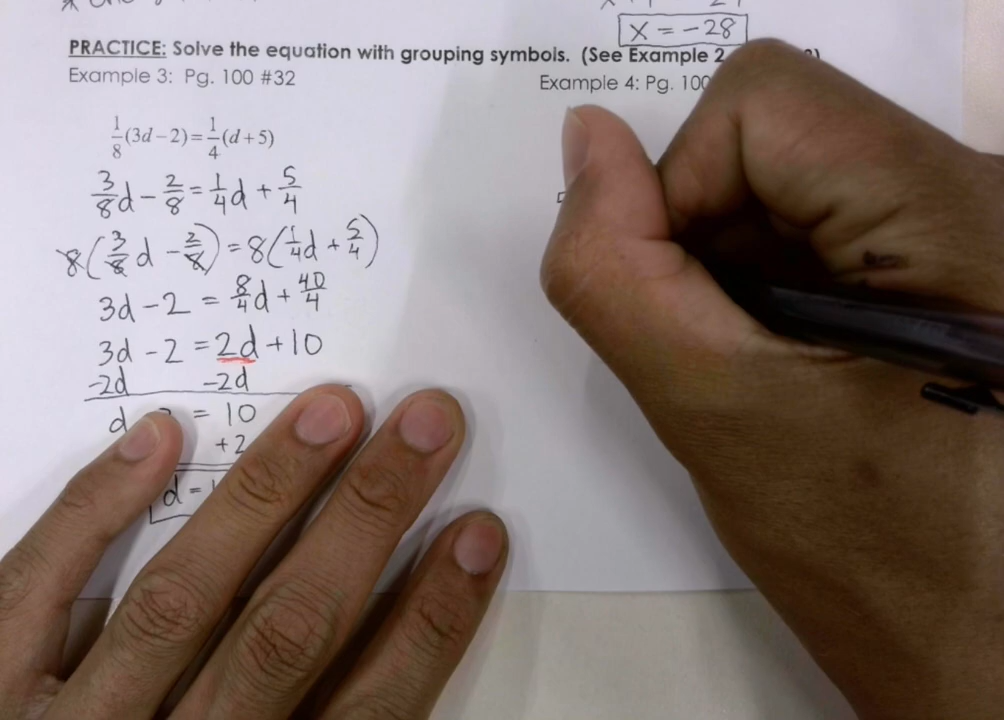 x = -28
PRACTICE: Solve the equation with grouping symbols. (See Example 2
Example 3: Pg. 100 #32
Example 4: Pg. 100
1/8(3d-2)=1/4(d+5)
3/8d - 2/8 = 1/4d + 5/4
8(3/8d - 2/8) = 8(1/4d + 5/4)
3d - 2 = 8/4d + 40/4
3d - 2 = 2d + 10
-2d -2d
d = 10
+2
d =